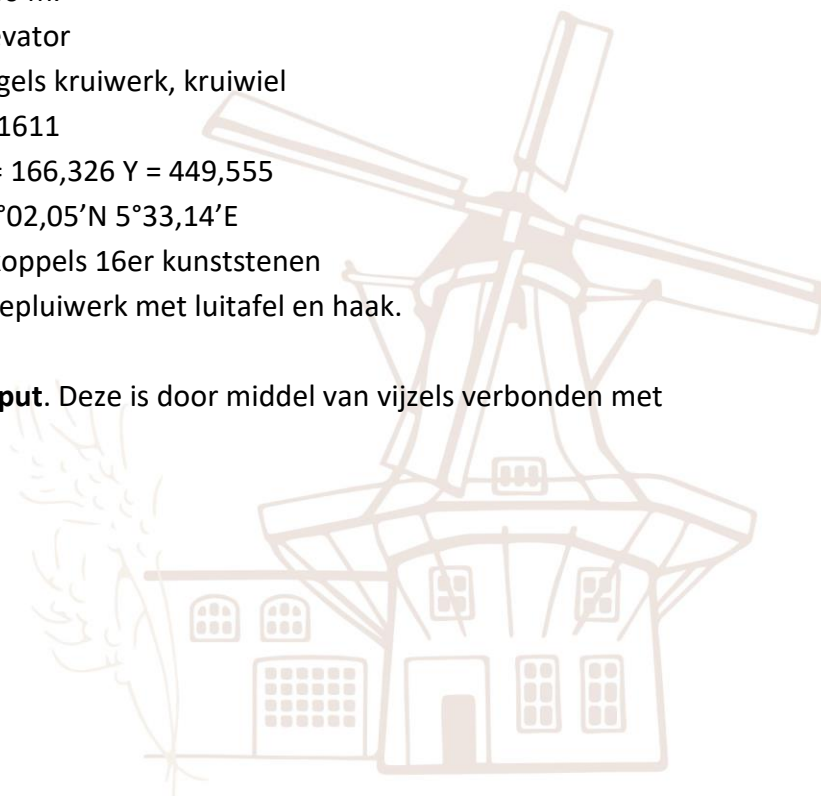 gels kruiwerk, kruiwiel
1611
= 166,326 Y = 449,555
°02,05’N 5°33,14’E
oppels 16er kunststenen
epluiwerk met luitafel en haak.
put. Deze is door middel van vijzels verbonden met